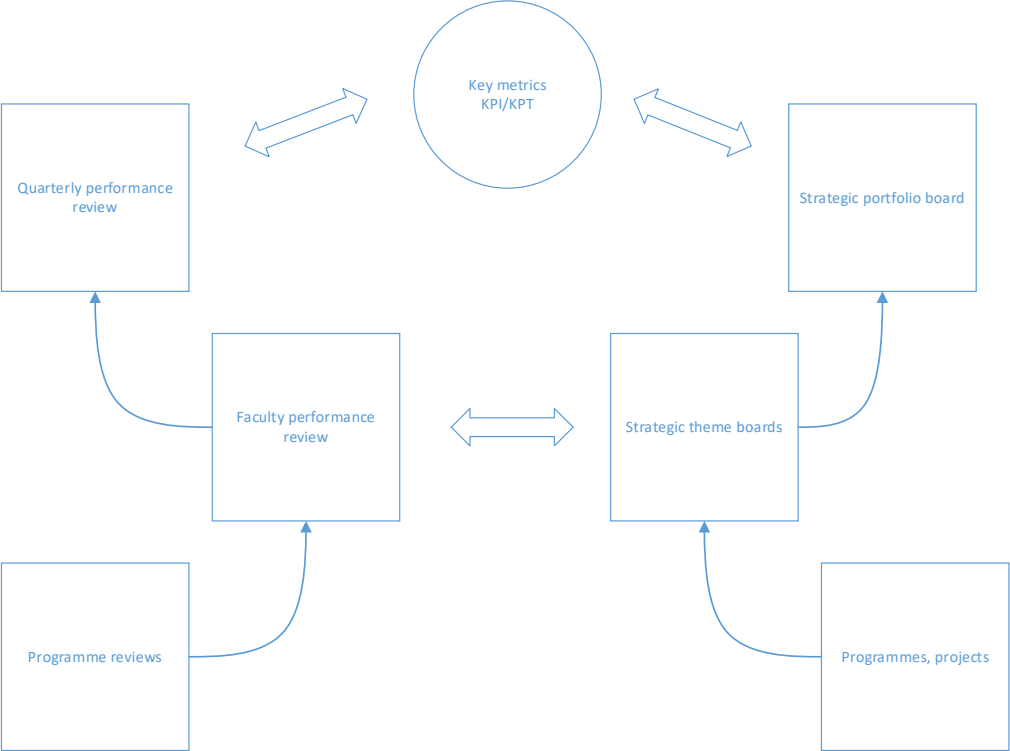 Key metrics
KPI/KPT
Quarterly performance
review
Strategic portfolio board
Faculty performance
review
Strategic theme boards
Programme reviews
Programmes, projects